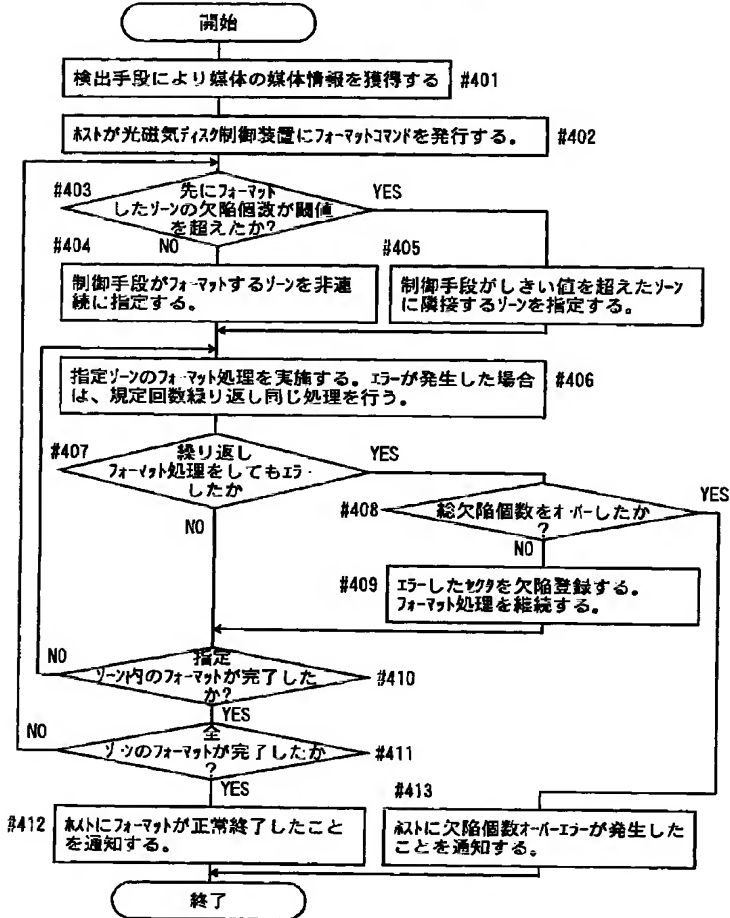 開始
検出手段により媒体の媒体情報を獲得する
#401
ホストが光磁気ディスク制御装置にフォーマットコマンドを発行する。
#402
#403
先にフォーマット
したゾーンの欠陥個数が閾値
を超えたか?
YES
NO
#404
制御手段がフォーマットするゾーンを非連
続に指定する。
#405
制御手段がしきい値を超えたゾーン
に隣接するゾーンを指定する。
指定ゾーンのフォーマット処理を実施する。エラーが発生した場合
は、規定回数繰り返し同じ処理を行う。
#406
#407
繰り返し
フォーマット処理をしてもエラー
したか
YES
NO
#408
総欠陥個数をオーバーしたか
?
YES
NO
#409
エラーしたセクタを欠陥登録する。
フォーマット処理を継続する。
NO
指定
ゾーン内のフォーマットが完了した
か?
#410
YES
NO
全
ゾーンのフォーマットが完了したか
?
#411
YES
#412
ホストにフォーマットが正常終了したこと
を通知する。
#413
ホストに欠陥個数オーバーエラーが発生した
ことを通知する。
終了